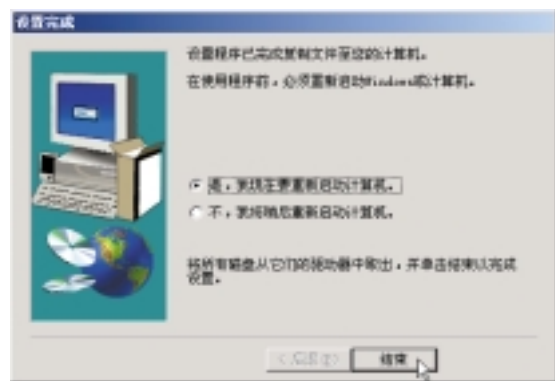 设置完成
设置程序已完成复制文件至您的计算机。
在使用程序前，必须重新启动Windows或计算机。
是，我现在要重新启动计算机。
不，我将稍后重新启动计算机。
将所有磁盘从它们的驱动器中取出，并单击结束以完成
设置。
结束